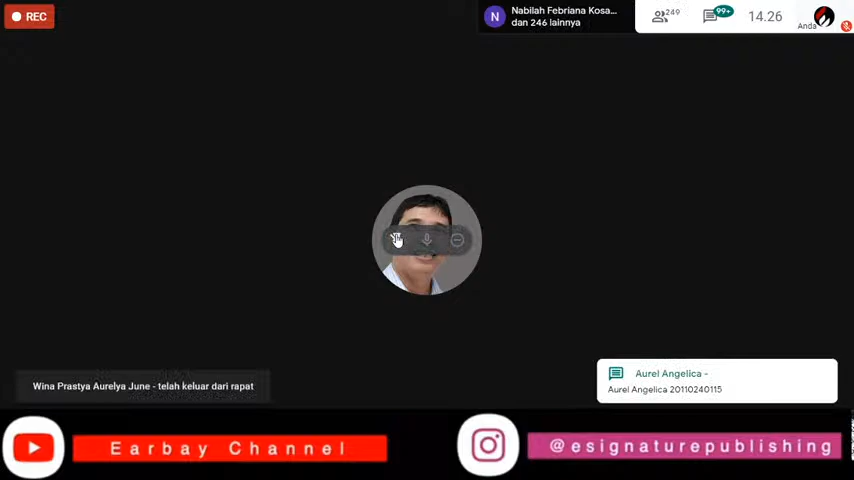 REC
Nabilah Febriana Kosa...
dan 246 lainnya
249
99+
14.26
Anda
Wina Prastya Aurelya June - telah keluar dari rapat
Aurel Angelica -
Aurel Angelica 20110240115
Earbay Channel
@esignaturepublishing